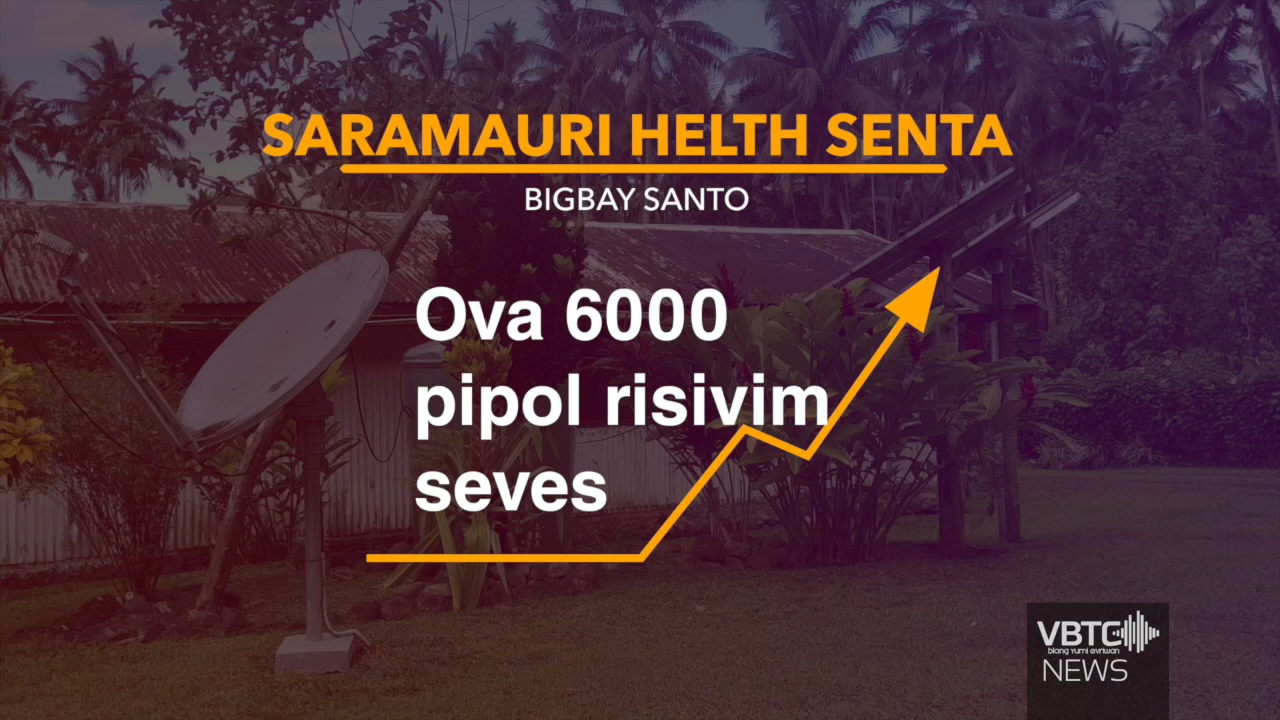 SARAMAURI HELTH SENTA
BIGBAY SANTO
Ova 6000
pipol risivim
seves
VBTC
blong yumi evriwan
NEWS